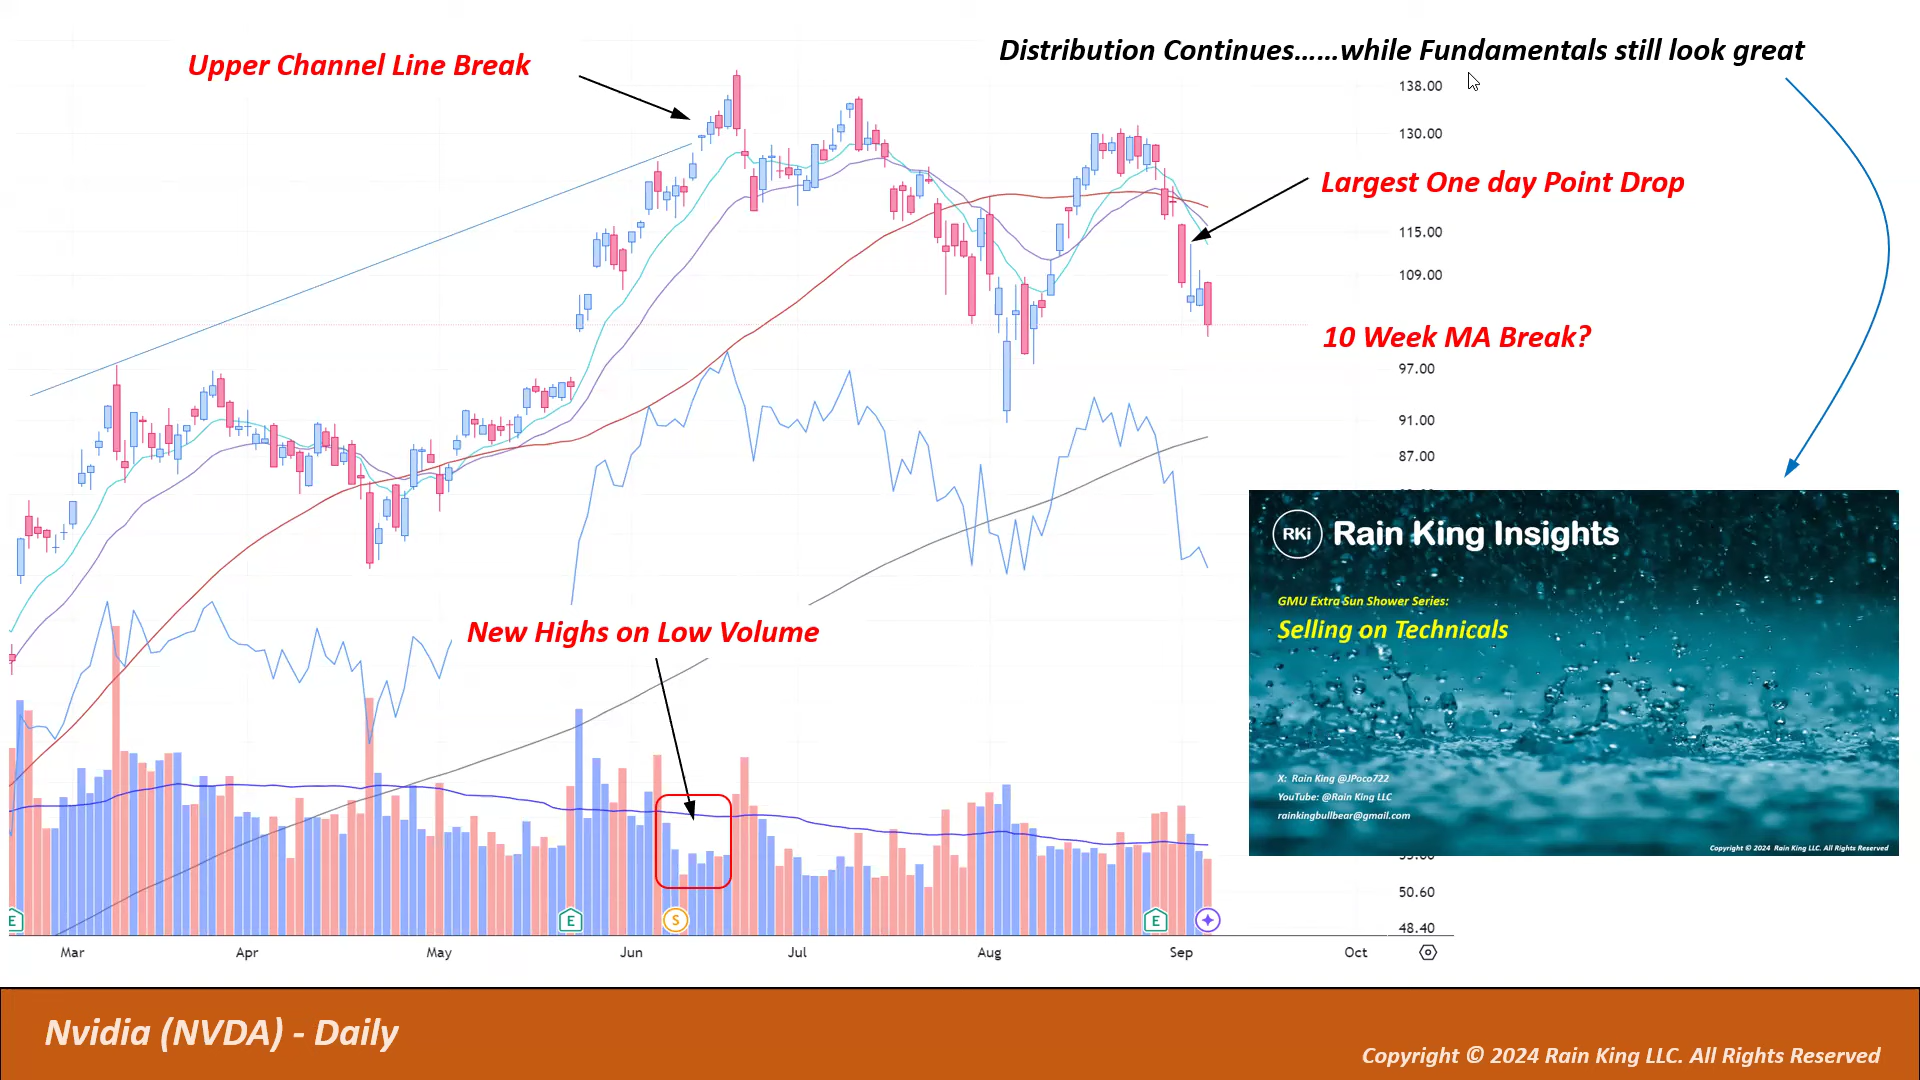 Upper Channel Line Break
Distribution Continues......while Fundamentals still look great
138.00
130.00
Largest One day Point Drop
115.00
109.00
10 Week MA Break?
97.00
91.00
87.00
RKi Rain King Insights
GMU Extra Sun Shower Series:
Selling on Technicals
New Highs on Low Volume
X: Rain King @JPoco722
YouTube: @Rain King LLC
rainkingbullbear@gmail.com
Copyright © 2024 Rain King LLC. All Rights Reserved
50.60
48.40
E E S E
Mar Apr May Jun Jul Aug Sep Oct
Nvidia (NVDA) - Daily
Copyright © 2024 Rain King LLC. All Rights Reserved